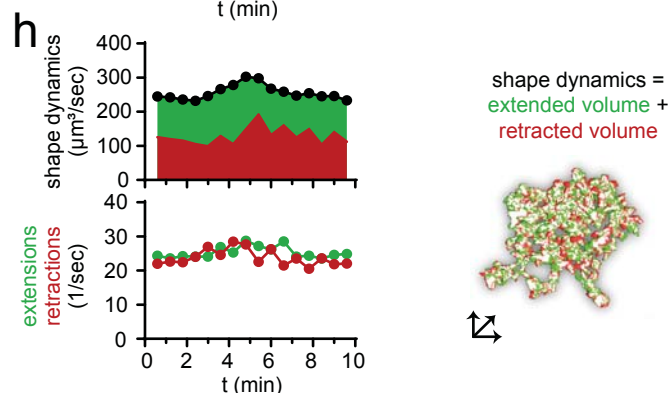 t (min)
h
shape dynamics
(μm³/sec)
400
300
200
100
0
shape dynamics =
extended volume +
retracted volume
extensions
retractions
(1/sec)
40
30
20
10
0
0 2 4 6 8 10
t (min)